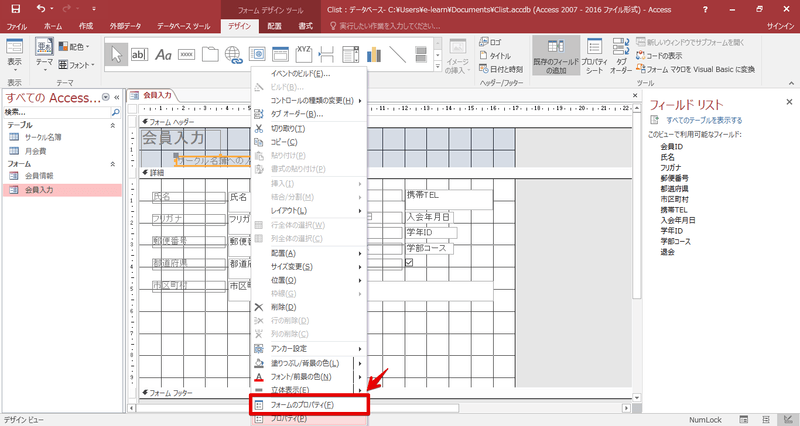 フォーム デザイン ツール
Clist : データベース- C:¥Users¥e-learn¥Documents¥Clist.accdb (Access 2007 - 2016 ファイル形式) - Access
ファイル
ホーム
作成
外部データ
データベース ツール
デザイン
配置
書式
実行したい作業を入力してください...
サインイン
表示
表示
亜
テーマ
配色
フォント
テーマ
ab|
Aa
XYZ
イメージ
の挿入
ロゴ
タイトル
日付と時刻
ヘッダー/フッター
既存のフィールド
の追加
プロパティ
シート
タブ
オーダー
新しいウィンドウでサブフォームを開く
コードの表示
フォーム マクロを Visual Basic に変換
ツール
すべての Access...
検索...
テーブル
サークル名簿
月会費
フォーム
会員情報
会員入力
会員入力
フォーム ヘッダー
会員入力
サークル名簿への
詳細
氏名
氏名
フリガナ
フリガナ
郵便番号
郵便番号
都道府県
都道府県
市区町村
市区町村
携帯TEL
入会年月日
学年ID
学部コース
フォーム フッター
イベントのビルド(E)...
ビルド(B)...
コントロールの種類の変更(H)
タブ オーダー(B)...
切り取り(T)
コピー(C)
貼り付け(P)
書式の貼り付け(P)
挿入(I)
結合/分割(M)
レイアウト(L)
行全体の選択(W)
列全体の選択(C)
配置(A)
サイズ変更(S)
位置(O)
枠線(G)
削除(D)
行の削除(D)
列の削除(C)
アンカー設定
塗りつぶし/背景の色(L)
フォント/前景の色(N)
立体表示(E)
フォームのプロパティ(F)
プロパティ(P)
フィールド リスト
すべてのテーブルを表示する
このビューで利用可能なフィールド:
会員ID
氏名
フリガナ
郵便番号
都道府県
市区町村
携帯TEL
入会年月日
学年ID
学部コース
退会
デザイン ビュー
NumLock